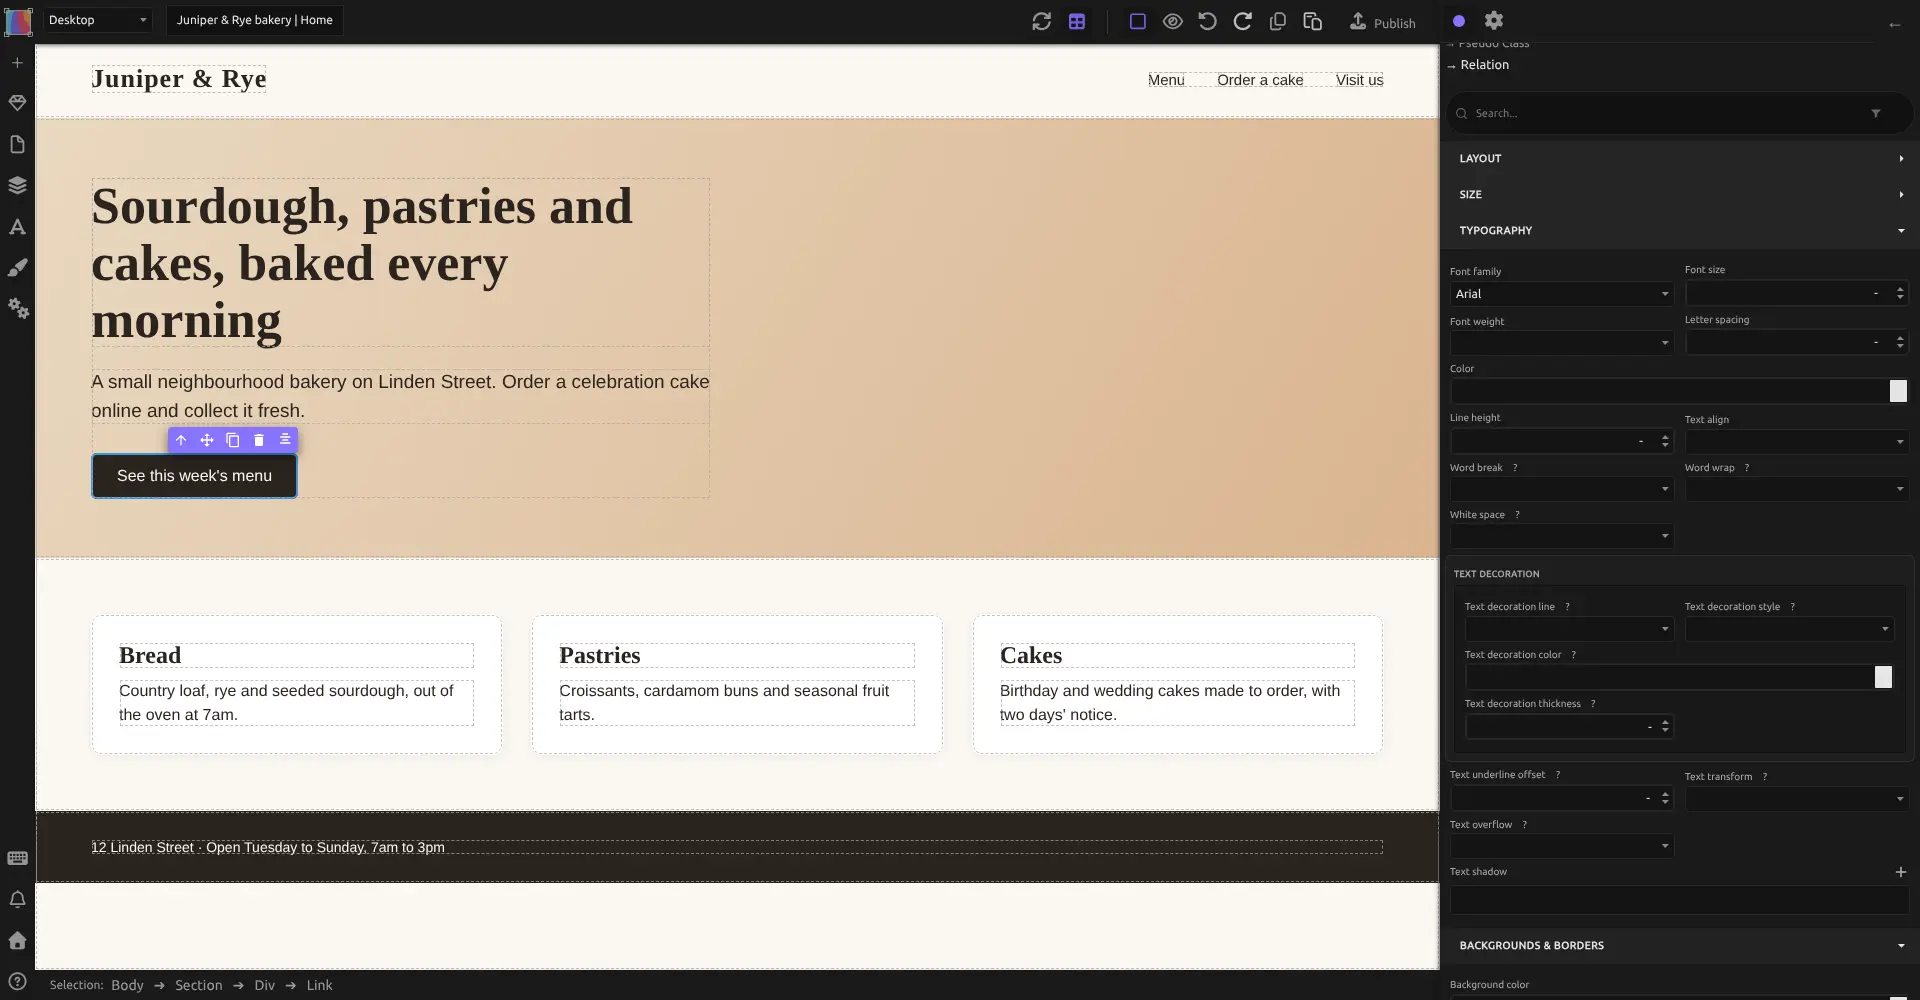 Desktop
Juniper & Rye bakery | Home
Publish
→ Pseudo Class
→ Relation
Search...
Juniper & Rye
Menu
Order a cake
Visit us
Sourdough, pastries and
cakes, baked every
morning
A small neighbourhood bakery on Linden Street. Order a celebration cake
online and collect it fresh.
See this week's menu
Bread
Country loaf, rye and seeded sourdough, out of
the oven at 7am.
Pastries
Croissants, cardamom buns and seasonal fruit
tarts.
Cakes
Birthday and wedding cakes made to order, with
two days' notice.
12 Linden Street · Open Tuesday to Sunday, 7am to 3pm
Selection: Body → Section → Div → Link
LAYOUT
SIZE
TYPOGRAPHY
Font family
Arial
Font size
-
Font weight
Letter spacing
-
Color
Line height
-
Text align
Word break ?
Word wrap ?
White space ?
TEXT DECORATION
Text decoration line ?
Text decoration style ?
Text decoration color ?
Text decoration thickness ?
-
Text underline offset ?
-
Text transform ?
Text overflow ?
Text shadow
BACKGROUNDS & BORDERS
Background color